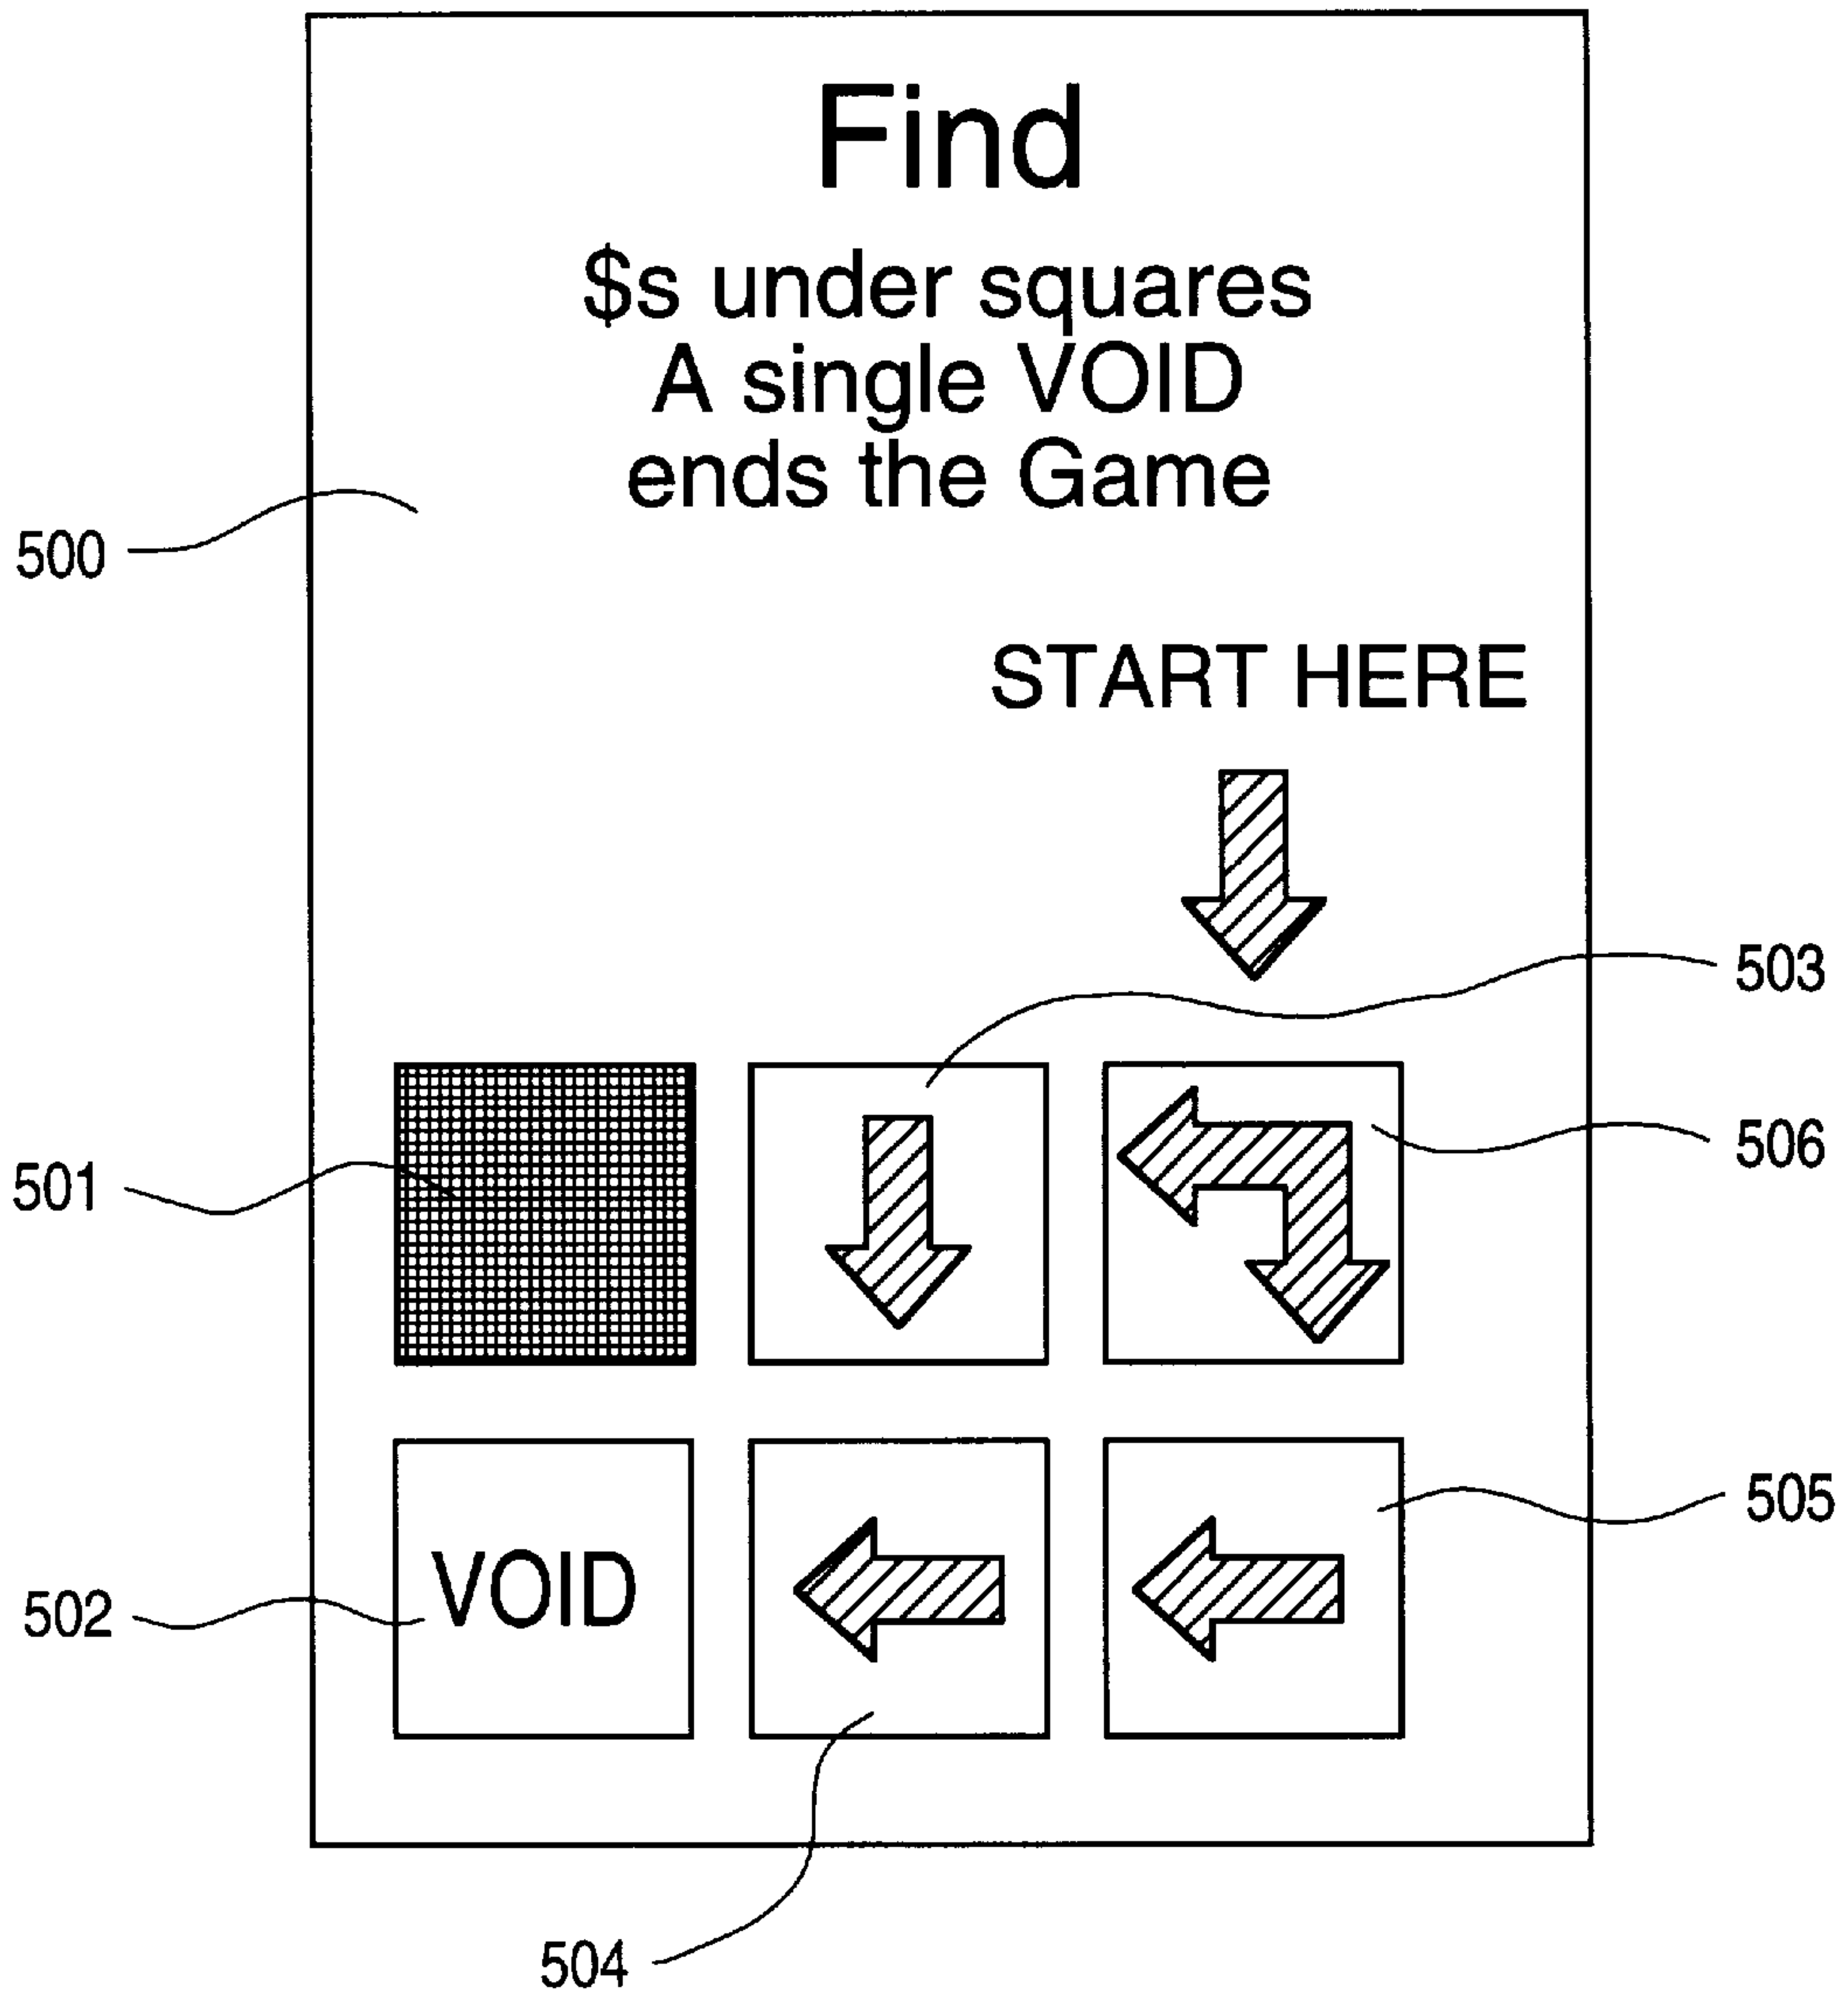 Find
$s under squares
A single VOID
ends the Game
500
START HERE
503
506
501
505
502
VOID
504